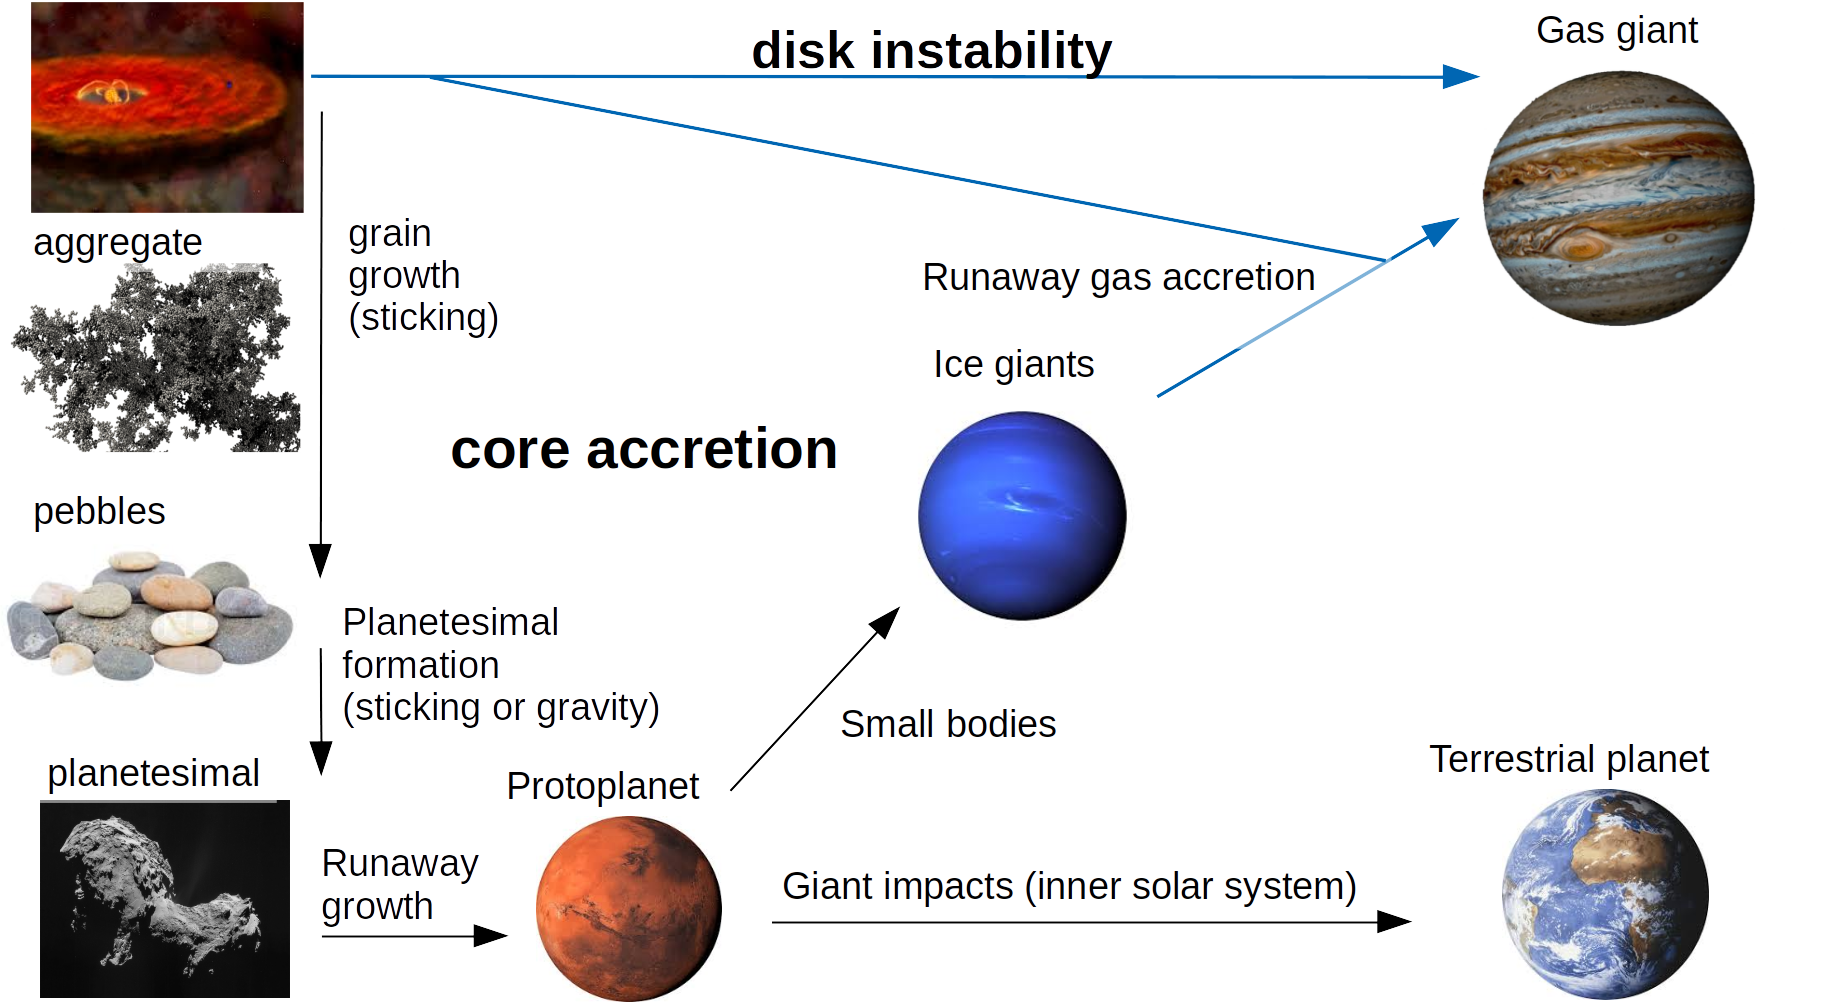 disk instability
Gas giant
aggregate
grain
growth
(sticking)
Runaway gas accretion
Ice giants
core accretion
pebbles
Planetesimal
formation
(sticking or gravity)
Small bodies
planetesimal
Protoplanet
Terrestrial planet
Runaway
growth
Giant impacts (inner solar system)